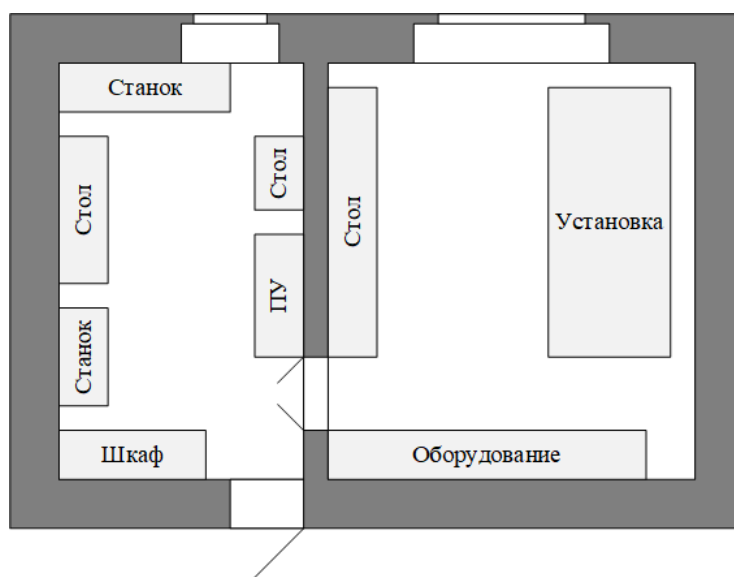 Станок
Стол
Стол
ПУ
Станок
Шкаф
Стол
Установка
Оборудование